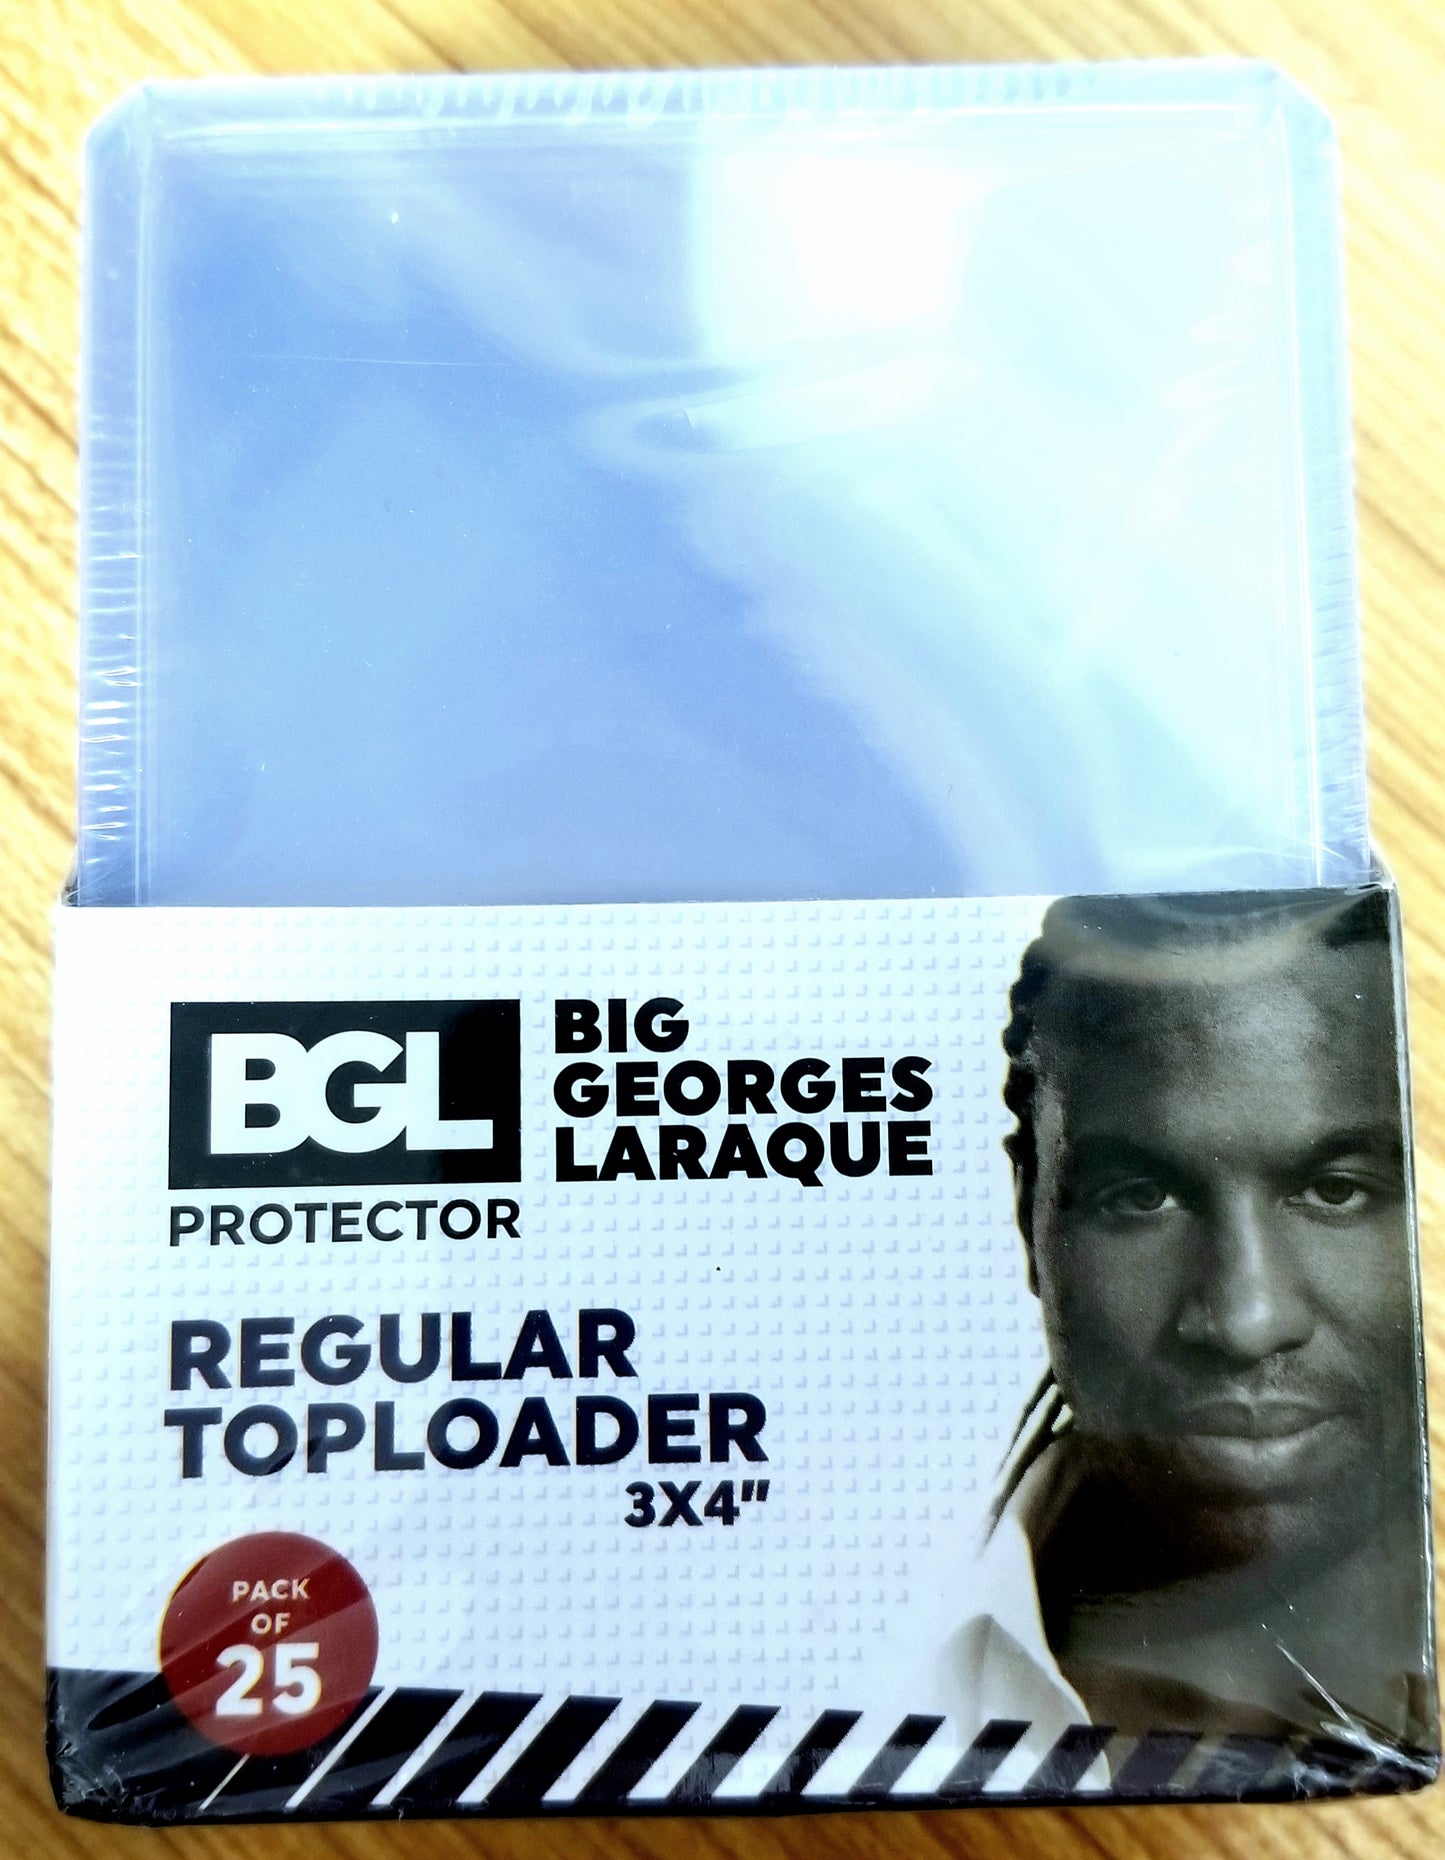 BGL
PROTECTOR
BIG
GEORGES
LARAQUE
REGULAR
TOPLOADER
3X4"
PACK
OF
25